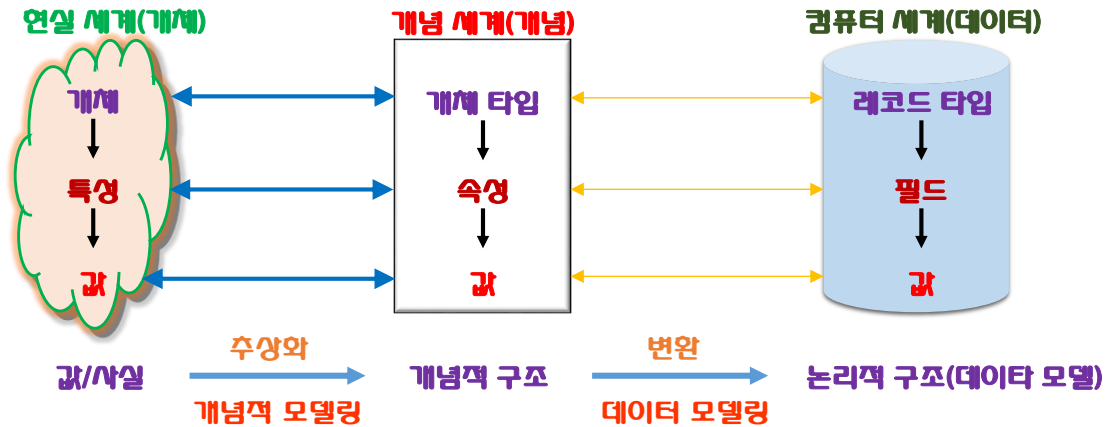 현실 세계(개체)
개념 세계(개념)
컴퓨터 세계(데이터)
개체
개체 타입
레코드 타입
특성
속성
필드
값
값
값
값/사실
추상화
개념적 모델링
개념적 구조
변환
데이터 모델링
논리적 구조(데이타 모델)